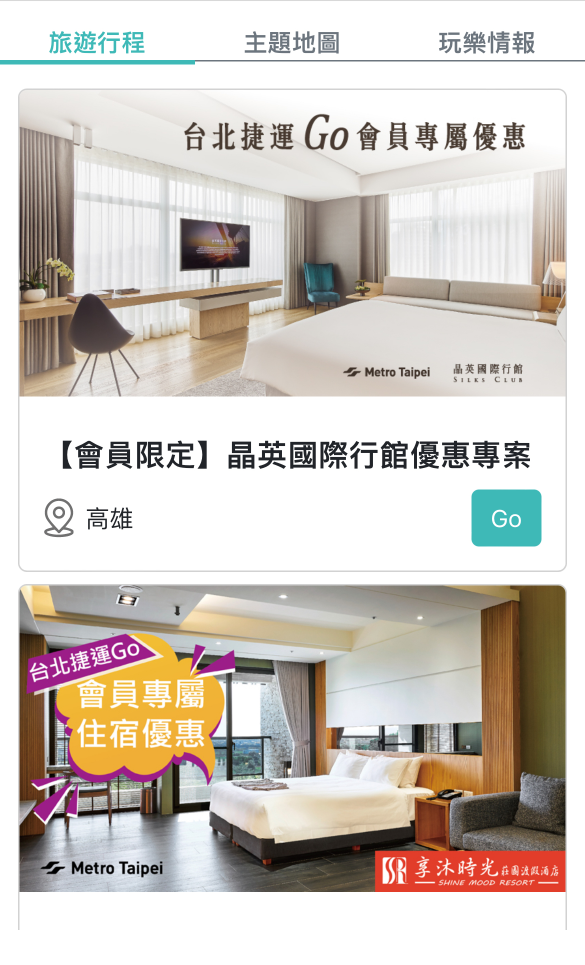 旅遊行程
主題地圖
玩樂情報
台北捷運Go會員專屬優惠
Metro Taipei
晶英國際行館
SILKS CLUB
【會員限定】晶英國際行館優惠專案
高雄
Go
台北捷運Go
會員專屬
住宿優惠
Metro Taipei
SR
享沐時光莊園渡假酒店
SHINE MOOD RESORT